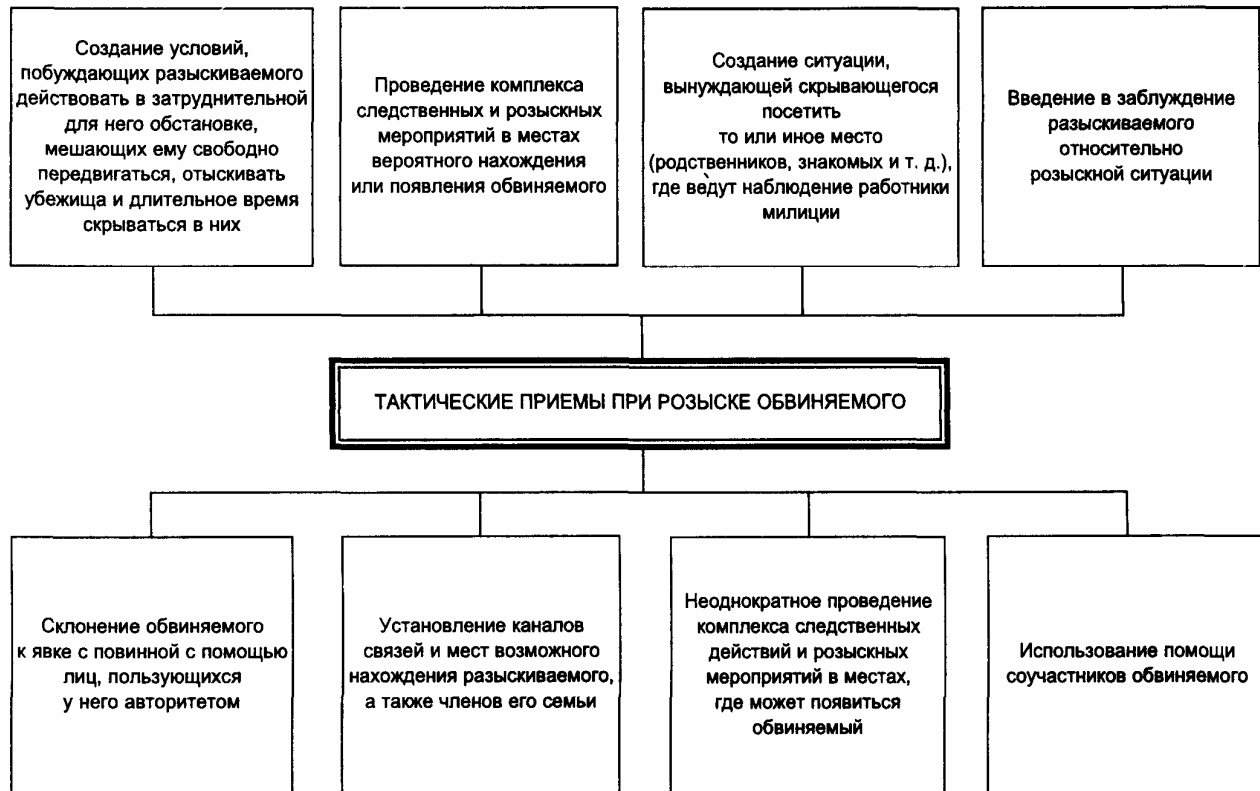 Создание условий,
побуждающих разыскиваемого
действовать в затруднительной
для него обстановке,
мешающих ему свободно
передвигаться, отыскивать
убежища и длительное время
скрываться в них
Проведение комплекса
следственных и розыскных
мероприятий в местах
вероятного нахождения
или появления обвиняемого
Создание ситуации,
вынуждающей скрывающегося
посетить
то или иное место
(родственников, знакомых и т. д.),
где ведут наблюдение работники
милиции
Введение в заблуждение
разыскиваемого
относительно
розыскной ситуации
ТАКТИЧЕСКИЕ ПРИЕМЫ ПРИ РОЗЫСКЕ ОБВИНЯЕМОГО
Склонение обвиняемого
к явке с повинной с помощью
лиц, пользующихся
у него авторитетом
Установление каналов
связей и мест возможного
нахождения разыскиваемого,
а также членов его семьи
Неоднократное проведение
комплекса следственных
действий и розыскных
мероприятий в местах,
где может появиться
обвиняемый
Использование помощи
соучастников обвиняемого